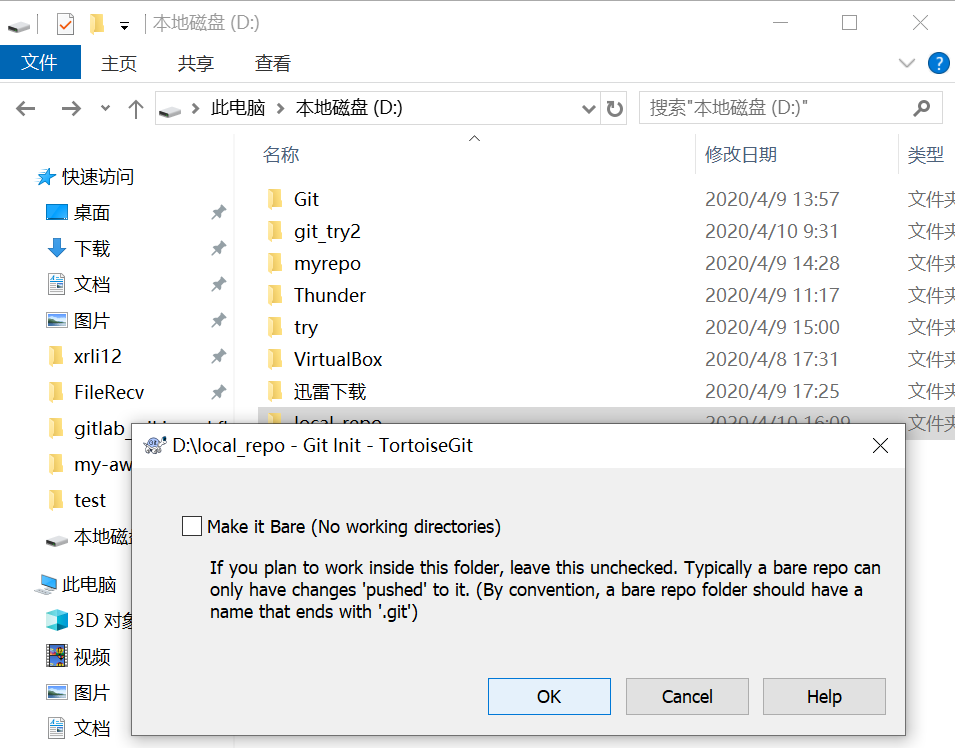 本地磁盘 (D:)
文件 主页 共享 查看
此电脑 本地磁盘 (D:) 搜索"本地磁盘 (D:)"
名称 修改日期 类型
快速访问
桌面
下载
文档
图片
xrli12
FileRecv
gitlab_
my-aw
test
本地磁盘
此电脑
3D 对象
视频
图片
文档
Git 2020/4/9 13:57 文件夹
git_try2 2020/4/10 9:31 文件夹
myrepo 2020/4/9 14:28 文件夹
Thunder 2020/4/9 11:17 文件夹
try 2020/4/9 15:00 文件夹
VirtualBox 2020/4/8 17:31 文件夹
迅雷下载 2020/4/9 17:25 文件夹
local_repo 2020/4/10 16:09 文件夹
D:\local_repo - Git Init - TortoiseGit
Make it Bare (No working directories)
If you plan to work inside this folder, leave this unchecked. Typically a bare repo can
only have changes 'pushed' to it. (By convention, a bare repo folder should have a
name that ends with '.git')
OK Cancel Help